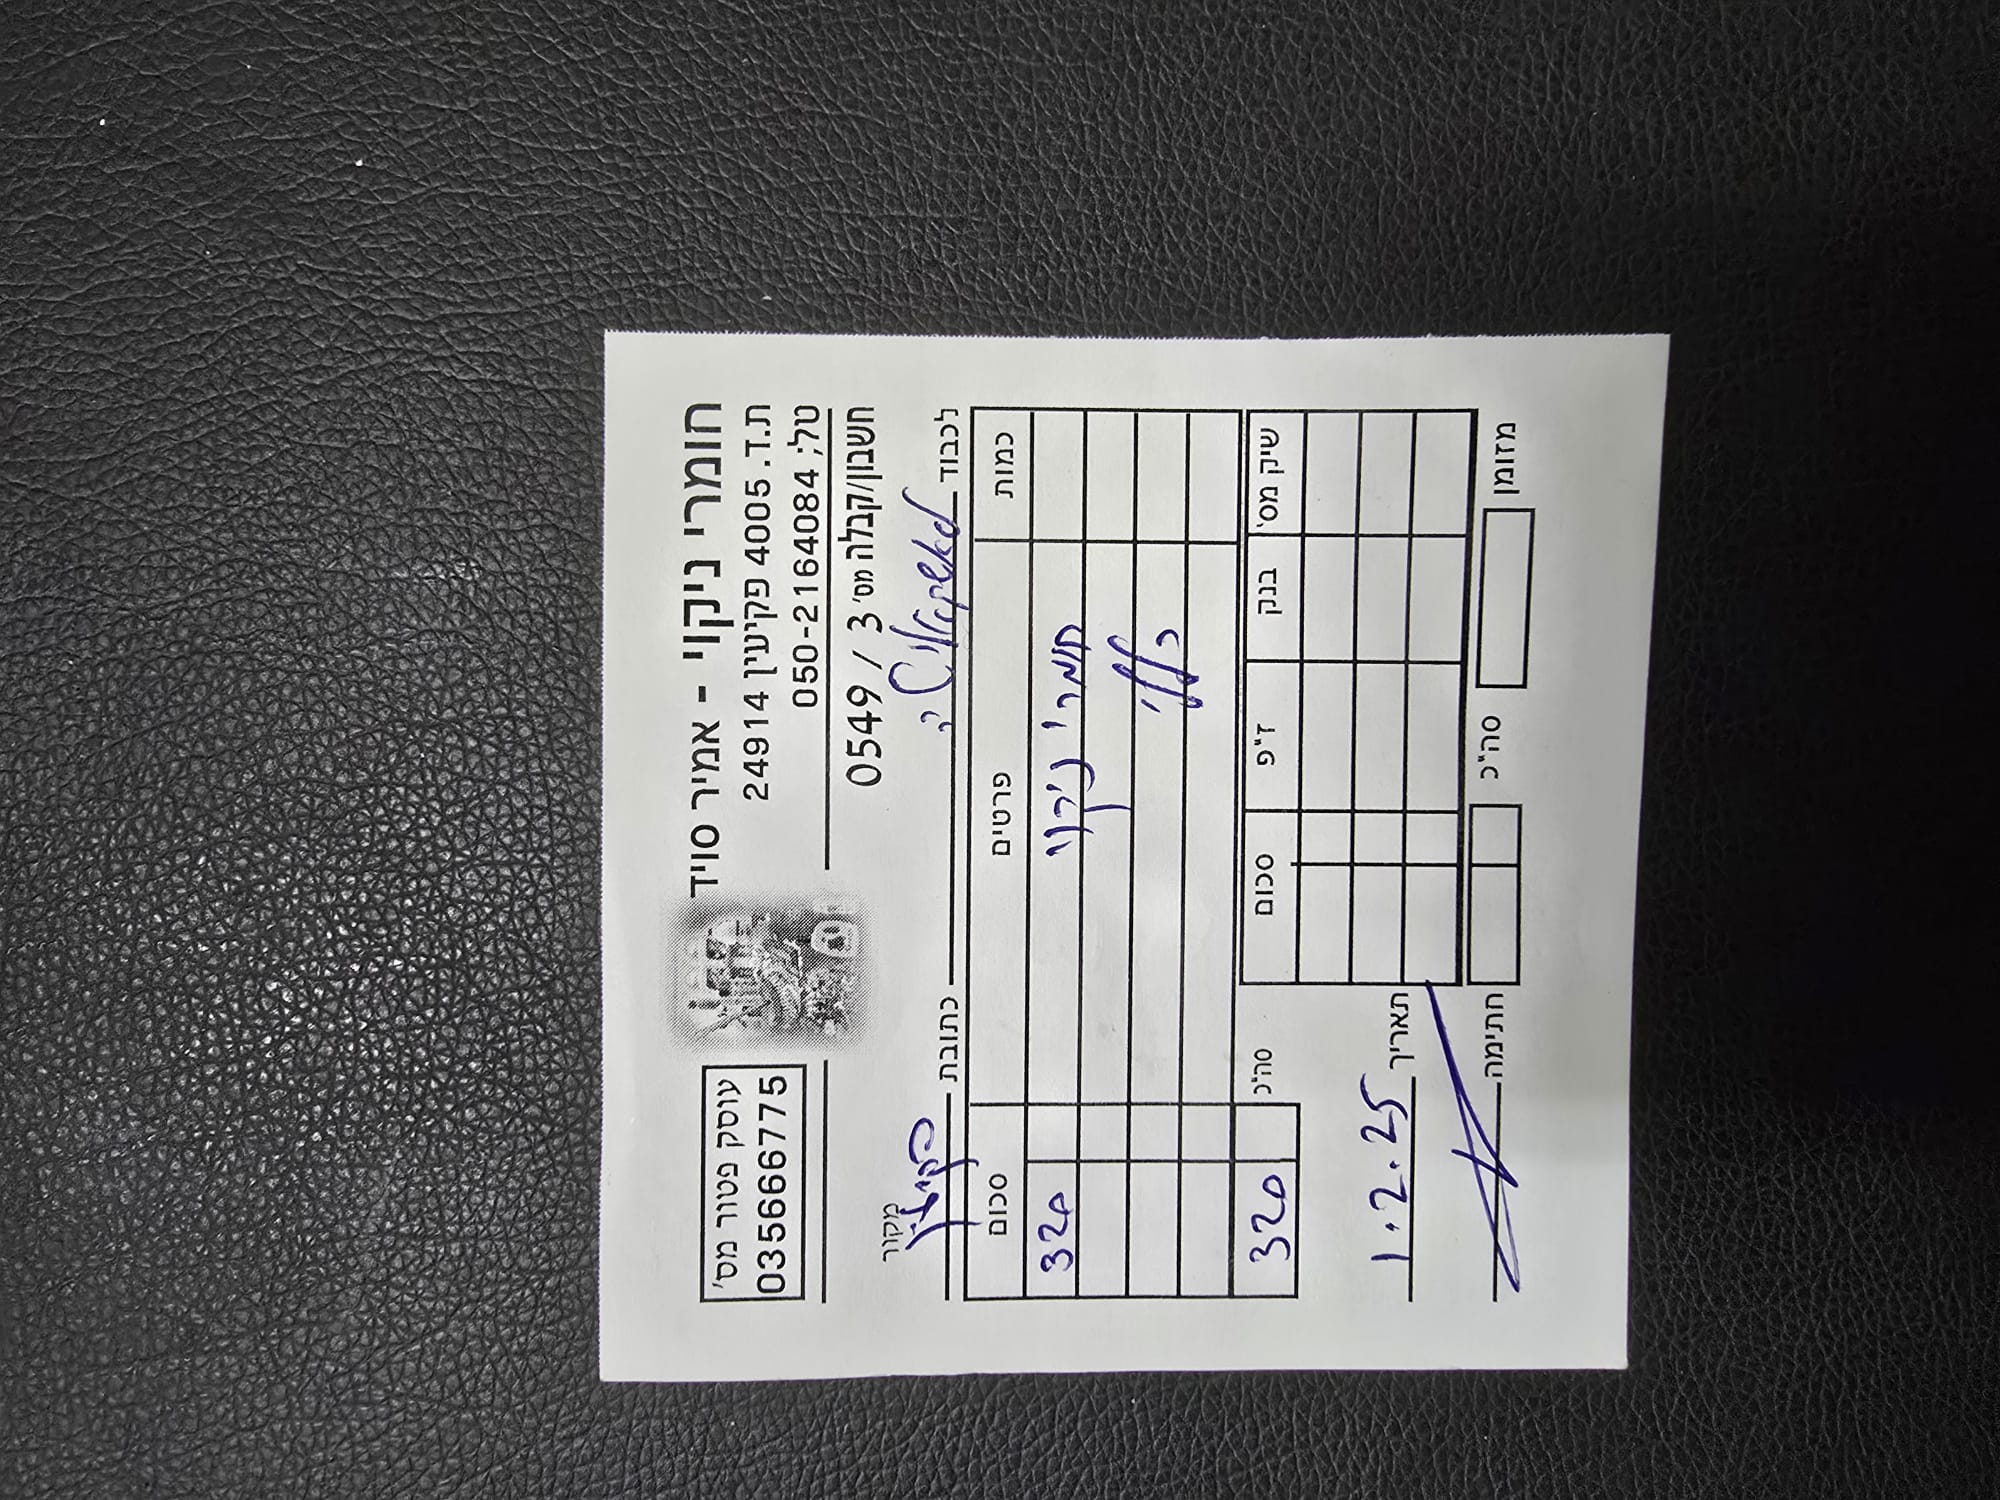 עוסק פטור מס'
035666775
חומרי ניקוי - אמיר סויד
ת.ד. 4005 פקיעין 24914
טל; 050-2164084
חשבון/קבלה מס' 3 / 0549
מקור
לכבוד
כתובת
כמות פרטים סכום
חומרי ניקוי 320
כללי
סה"כ 320
שיק מס' בנק ז"פ סכום
תאריך 1.2.25
מזומן סה"כ
חתימה